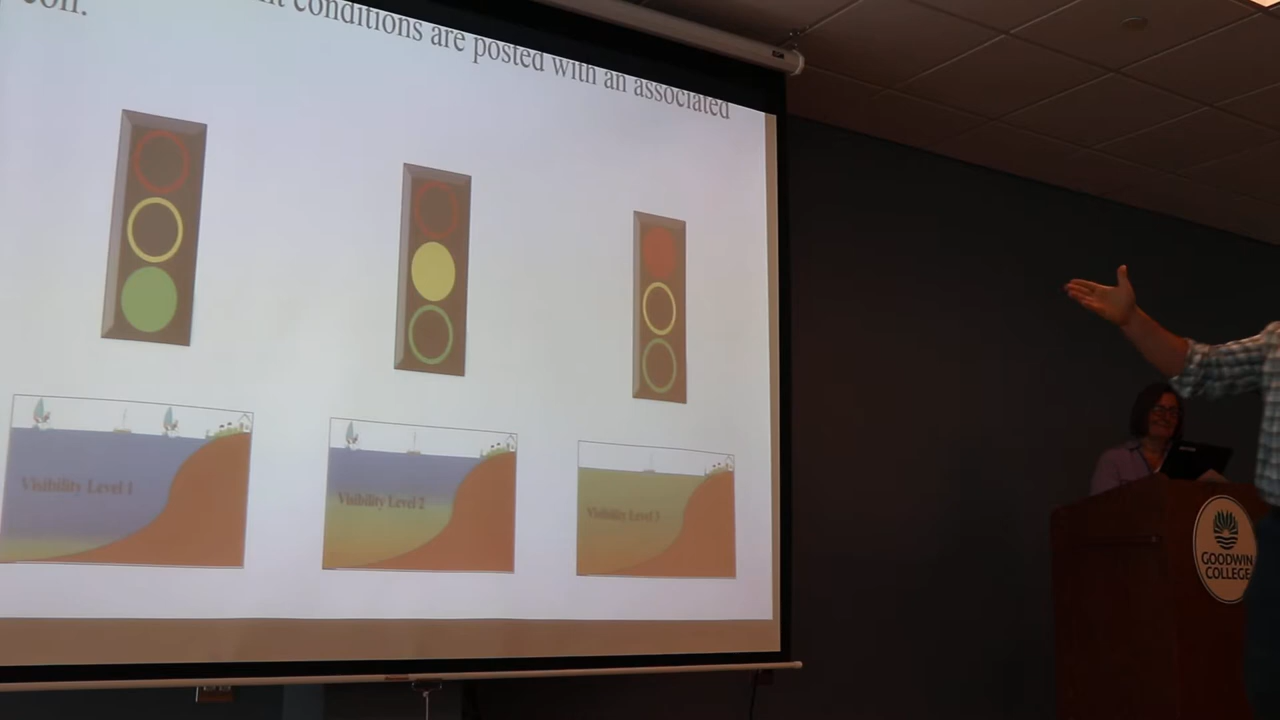 conditions are posted with an associated
Visibility Level 1
Visibility Level 2
Visibility Level 3
GOODWIN
COLLEGE